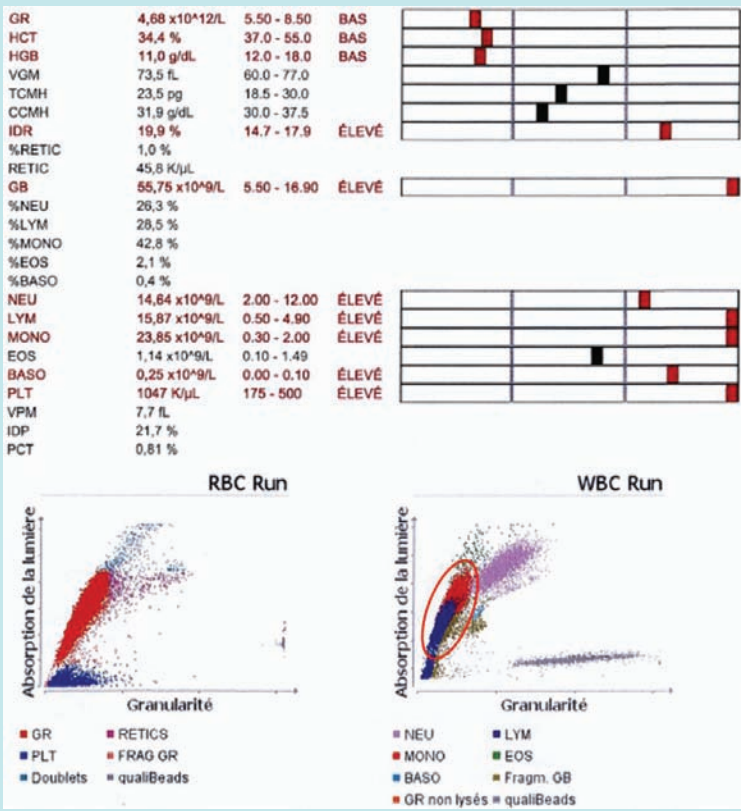 GR 4,68 x10^12/L 5.50 - 8.50 BAS
HCT 34,4 % 37.0 - 55.0 BAS
HGB 11,0 g/dL 12.0 - 18.0 BAS
VGM 73,5 fL 60.0 - 77.0
TCMH 23,5 pg 18.5 - 30.0
CCMH 31,9 g/dL 30.0 - 37.5
IDR 19,9 % 14.7 - 17.9 ÉLEVÉ
%RETIC 1,0 %
RETIC 45,8 K/µL
GB 55,75 x10^9/L 5.50 - 16.90 ÉLEVÉ
%NEU 26,3 %
%LYM 28,5 %
%MONO 42,8 %
%EOS 2,1 %
%BASO 0,4 %
NEU 14,64 x10^9/L 2.00 - 12.00 ÉLEVÉ
LYM 15,87 x10^9/L 0.50 - 4.90 ÉLEVÉ
MONO 23,85 x10^9/L 0.30 - 2.00 ÉLEVÉ
EOS 1,14 x10^9/L 0.10 - 1.49
BASO 0,25 x10^9/L 0.00 - 0.10 ÉLEVÉ
PLT 1047 K/µL 175 - 500 ÉLEVÉ
VPM 7,7 fL
IDP 21,7 %
PCT 0,81 %
RBC Run
Absorption de la lumière
Granularité
GR RETICS
PLT FRAG GR
Doublets qualiBeads
WBC Run
Absorption de la lumière
Granularité
NEU LYM
MONO EOS
BASO Fragm. GB
GR non lysés qualiBeads